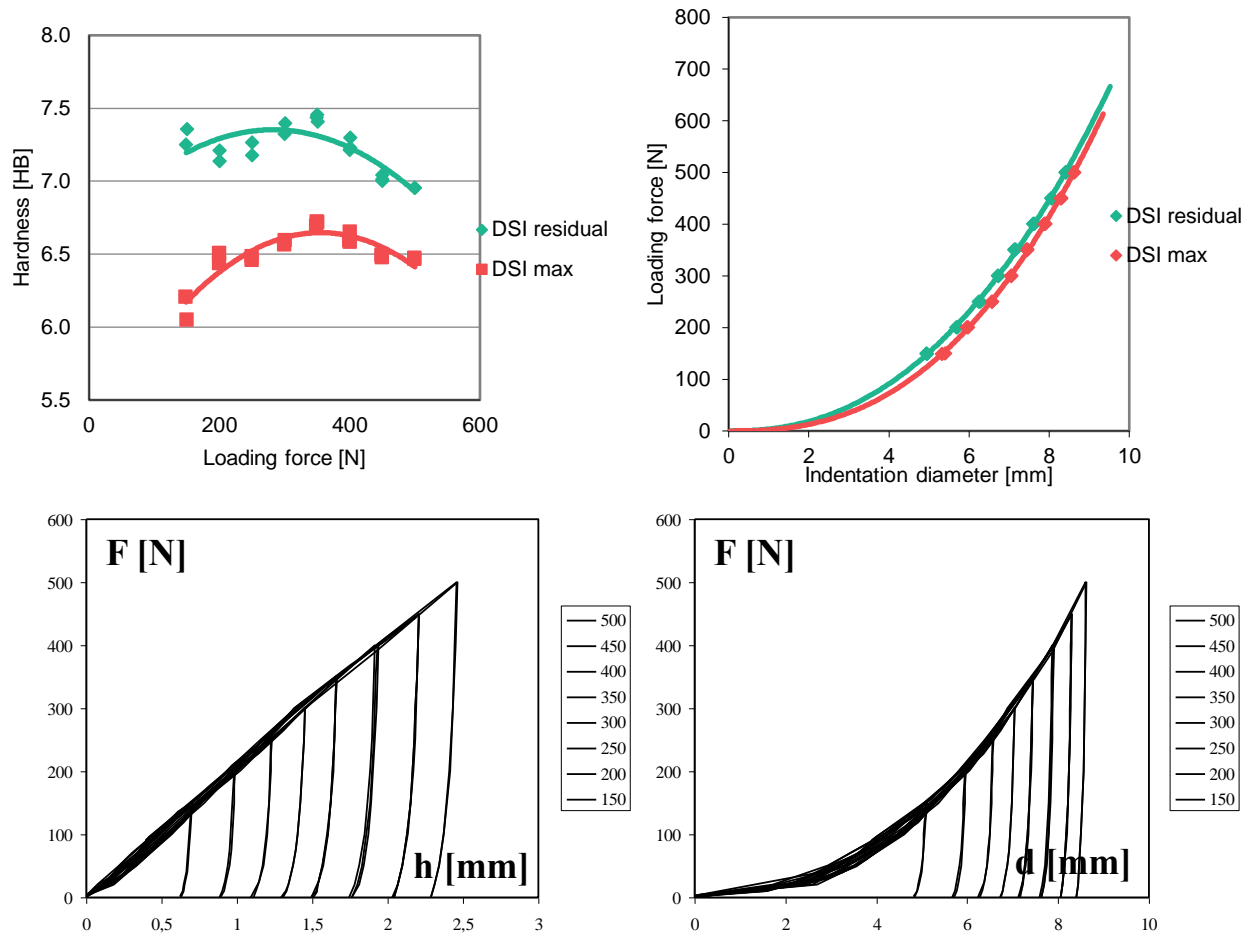 8.0
7.5
7.0
6.5
6.0
5.5
Hardness [HB]
0 200 400 600
Loading force [N]
DSI residual
DSI max
800
700
600
500
400
300
200
100
0
Loading force [N]
0 2 4 6 8 10
Indentation diameter [mm]
DSI residual
DSI max
F [N]
600
500
400
300
200
100
0
h [mm]
0 0,5 1 1,5 2 2,5 3
500
450
400
350
300
250
200
150
F [N]
600
500
400
300
200
100
0
d [mm]
0 2 4 6 8 10
500
450
400
350
300
250
200
150